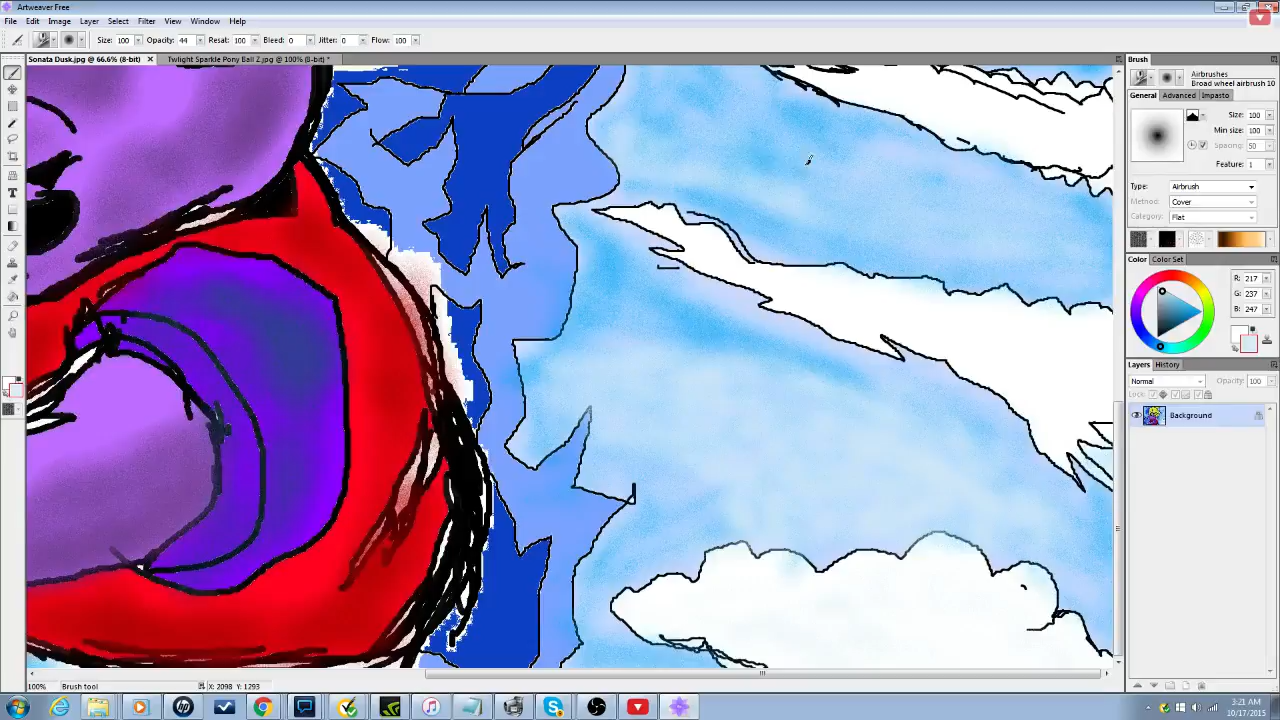 Artweaver Free
File Edit Image Layer Select Filter View Window Help
Size: 100 Opacity: 44 Resat: 100 Bleed: 0 Jitter: 0 Flow: 100
Sonata Dusk.jpg @ 66.6% (8-bit) Twlight Sparkle Pony Ball Z.jpg @ 100% (8-bit) *
Brush
Airbrushes
Broad wheel airbrush 10
General Advanced Impasto
Size: 100
Min size: 100
Spacing: 50
Feature: 1
Type: Airbrush
Method: Cover
Category: Flat
Color Color Set
R: 217
G: 237
B: 247
Layers History
Normal Opacity: 100
Lock:
Background
100% Brush tool X: 2098 Y: 1293
3:21 AM
10/17/2015